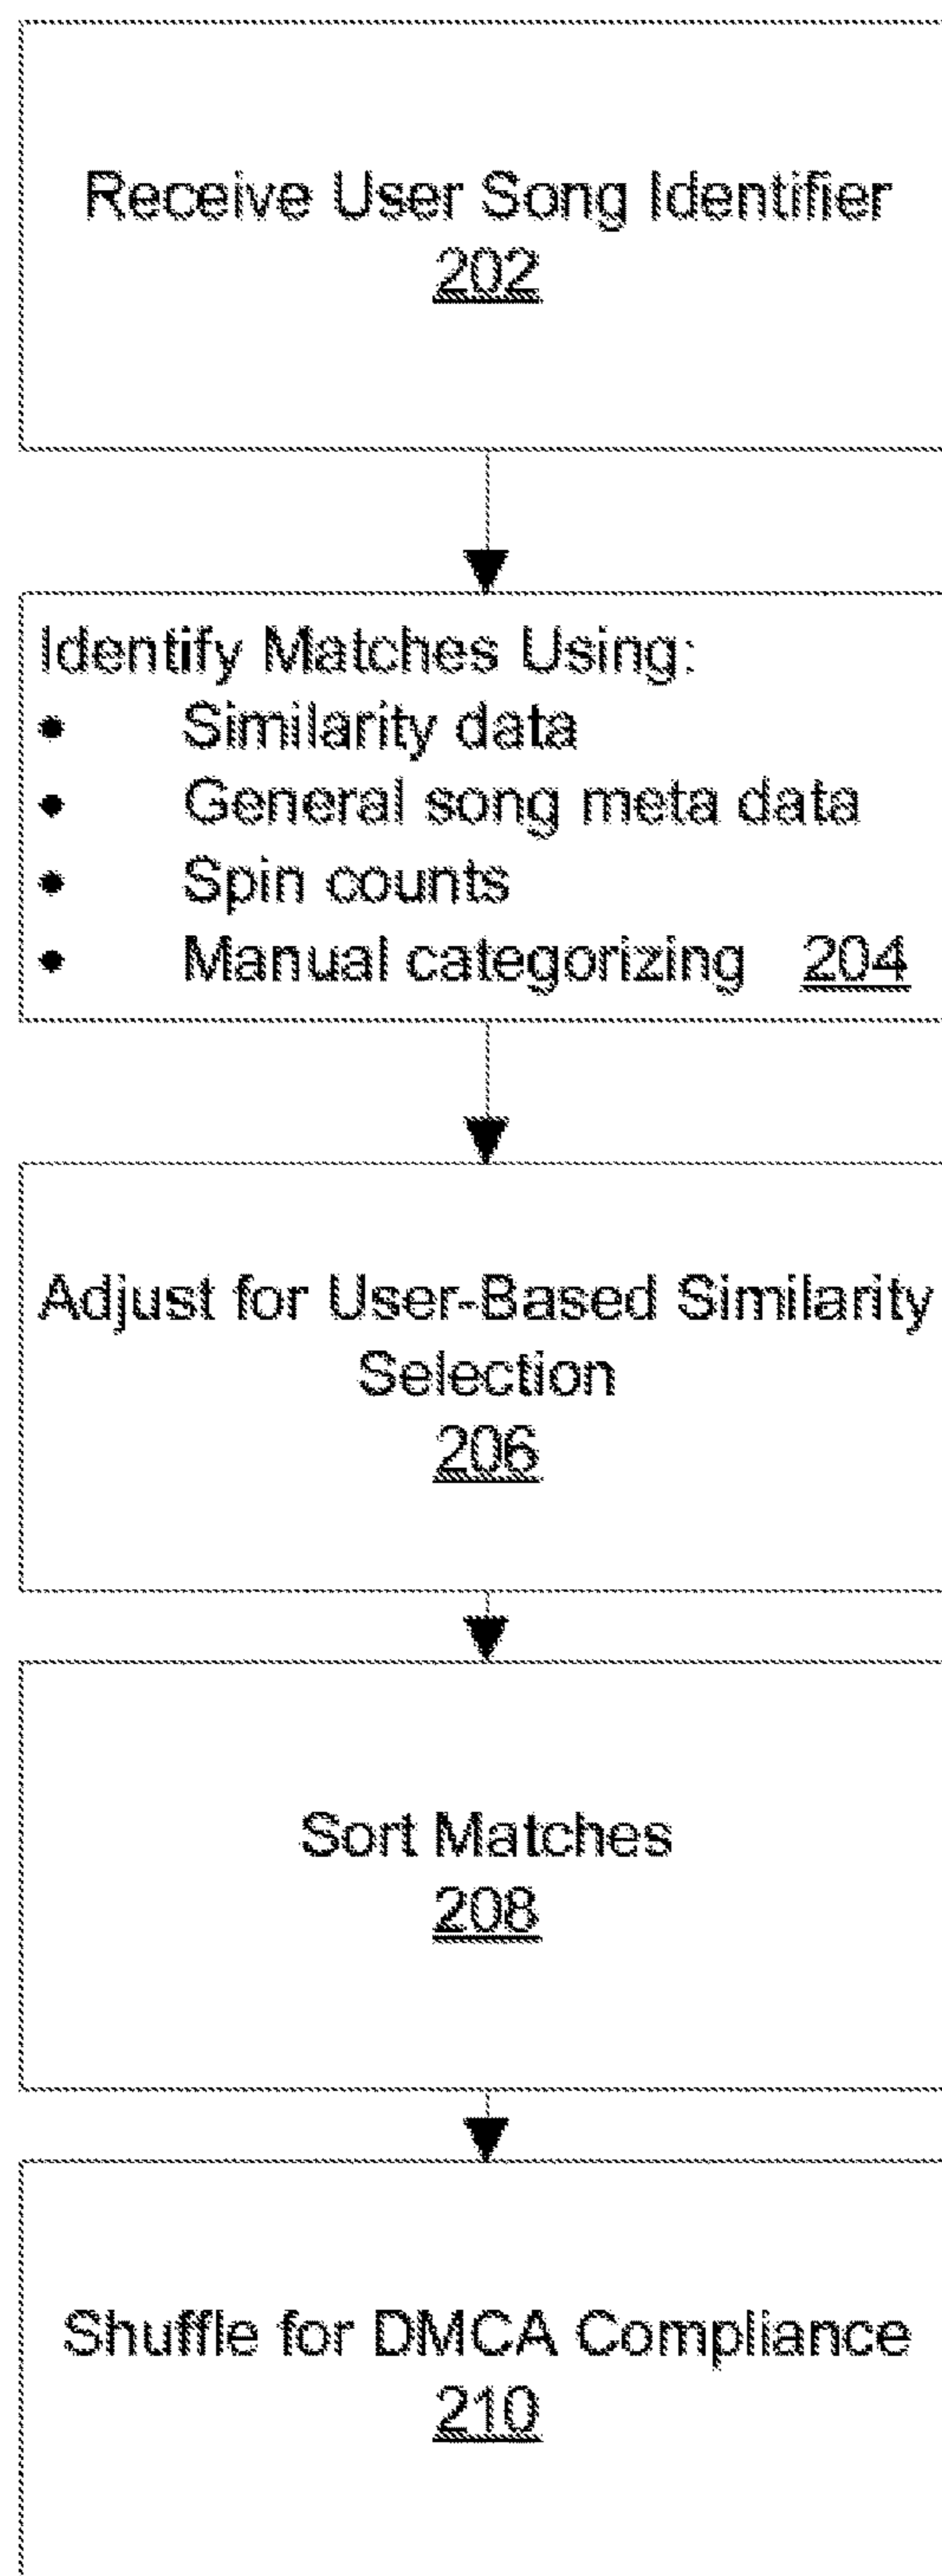 Receive User Song Identifier
202
Identify Matches Using:
• Similarity data
• General song meta data
• Spin counts
• Manual categorizing 204
Adjust for User-Based Similarity
Selection
206
Sort Matches
208
Shuffle for DMCA Compliance
210